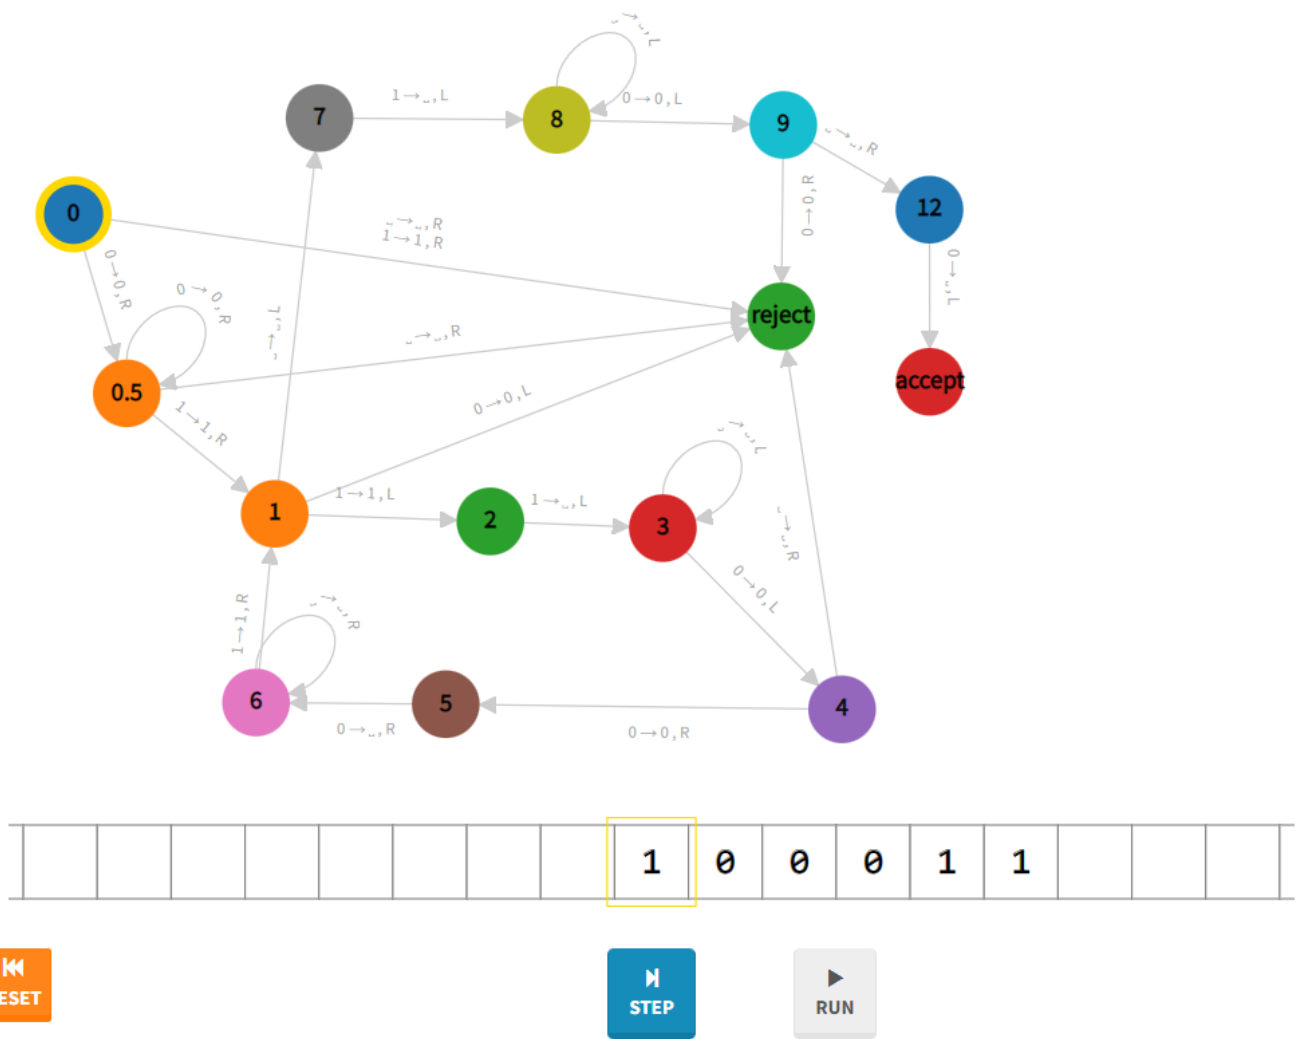 ␣→␣,L
7
1→␣,L
8
0→0,L
9
␣→␣,R
0
12
0→0,R
␣→␣,R
1→1,R
0→0,R
0→␣,L
0→0,R
␣→␣,L
reject
␣→␣,R
0.5
accept
1→1,R
0→0,L
␣→␣,L
1
1→1,L
2
1→␣,L
3
␣→␣,R
0→0,L
1→1,R
␣→␣,R
6
5
4
0→␣,R
0→0,R
1 0 0 0 1 1
ESET
STEP
RUN